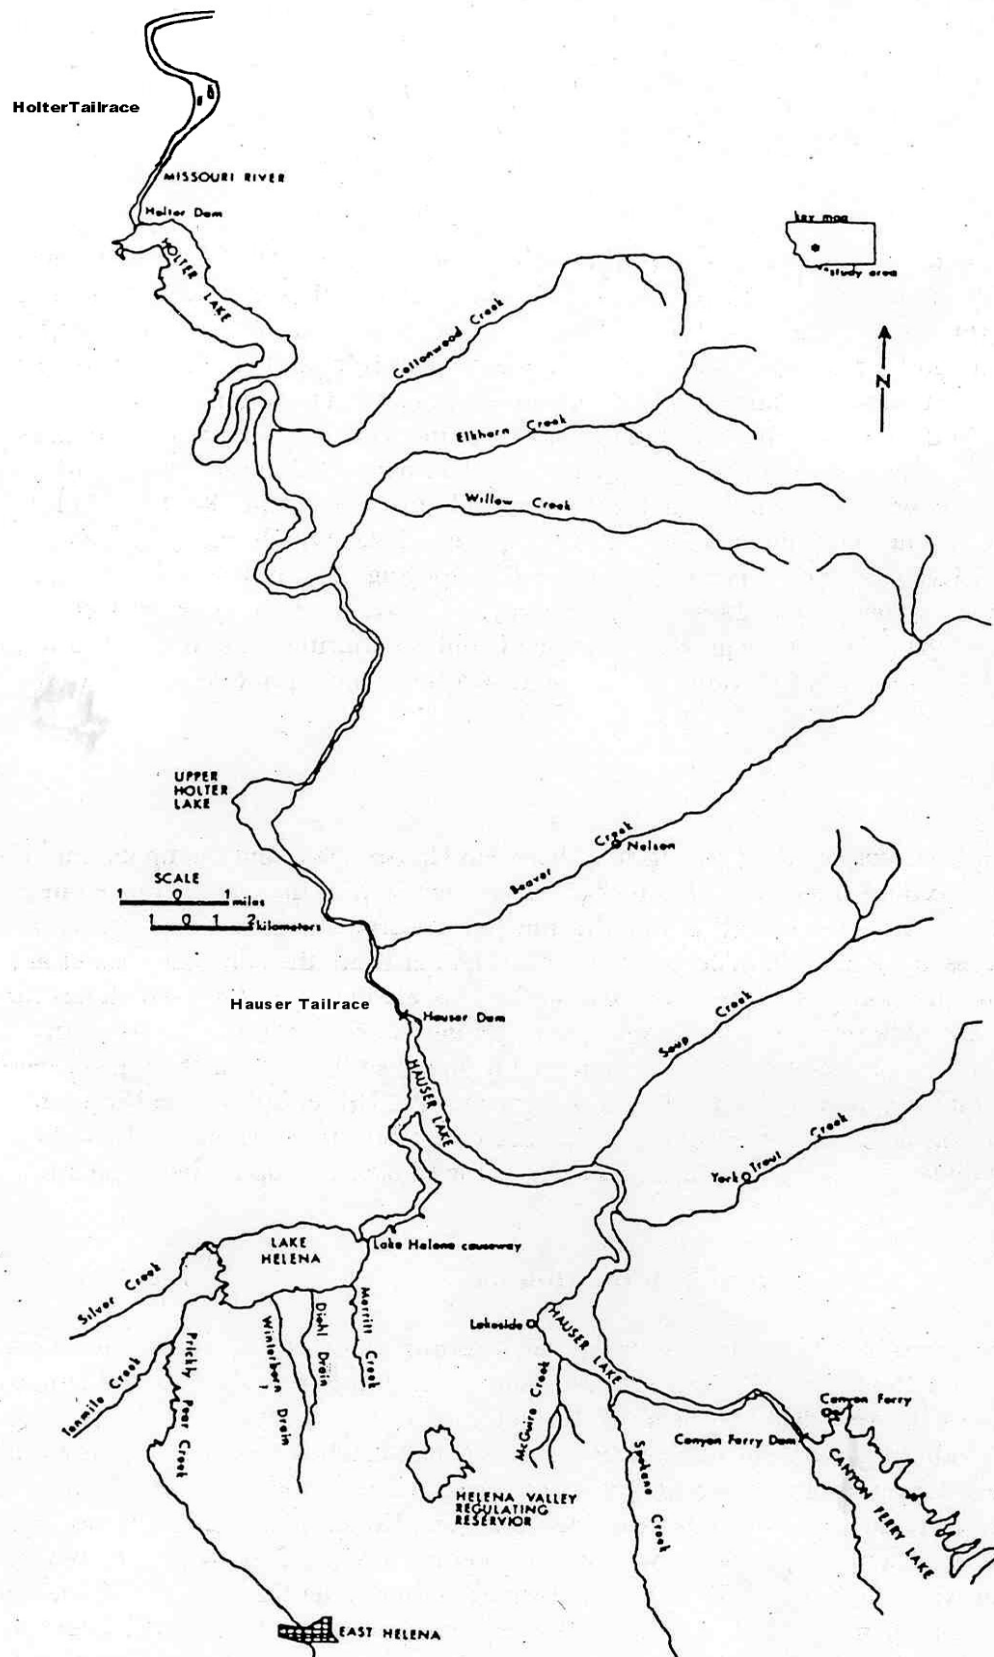 HolterTailrace
MISSOURI RIVER
Holter Dam
HOLTER LAKE
key map
*study area
N
Cottonwood Creek
Elkhorn Creek
Willow Creek
UPPER
HOLTER
LAKE
SCALE
1 0 1 miles
1 0 1 2 kilometers
Beaver Creek
Nelson
Hauser Tailrace
Hauser Dam
HAUSER LAKE
Soup Creek
York
Trout Creek
LAKE
HELENA
Lake Helena causeway
Silver Creek
Tenmile Creek
Prickly Pear Creek
Winterborn Drain
Diehl Drain
Merritt Creek
Lakeside
HAUSER LAKE
McGuire Creek
Spokane Creek
Canyon Ferry
Canyon Ferry Dam
CANYON FERRY LAKE
HELENA VALLEY
REGULATING
RESERVIOR
EAST HELENA